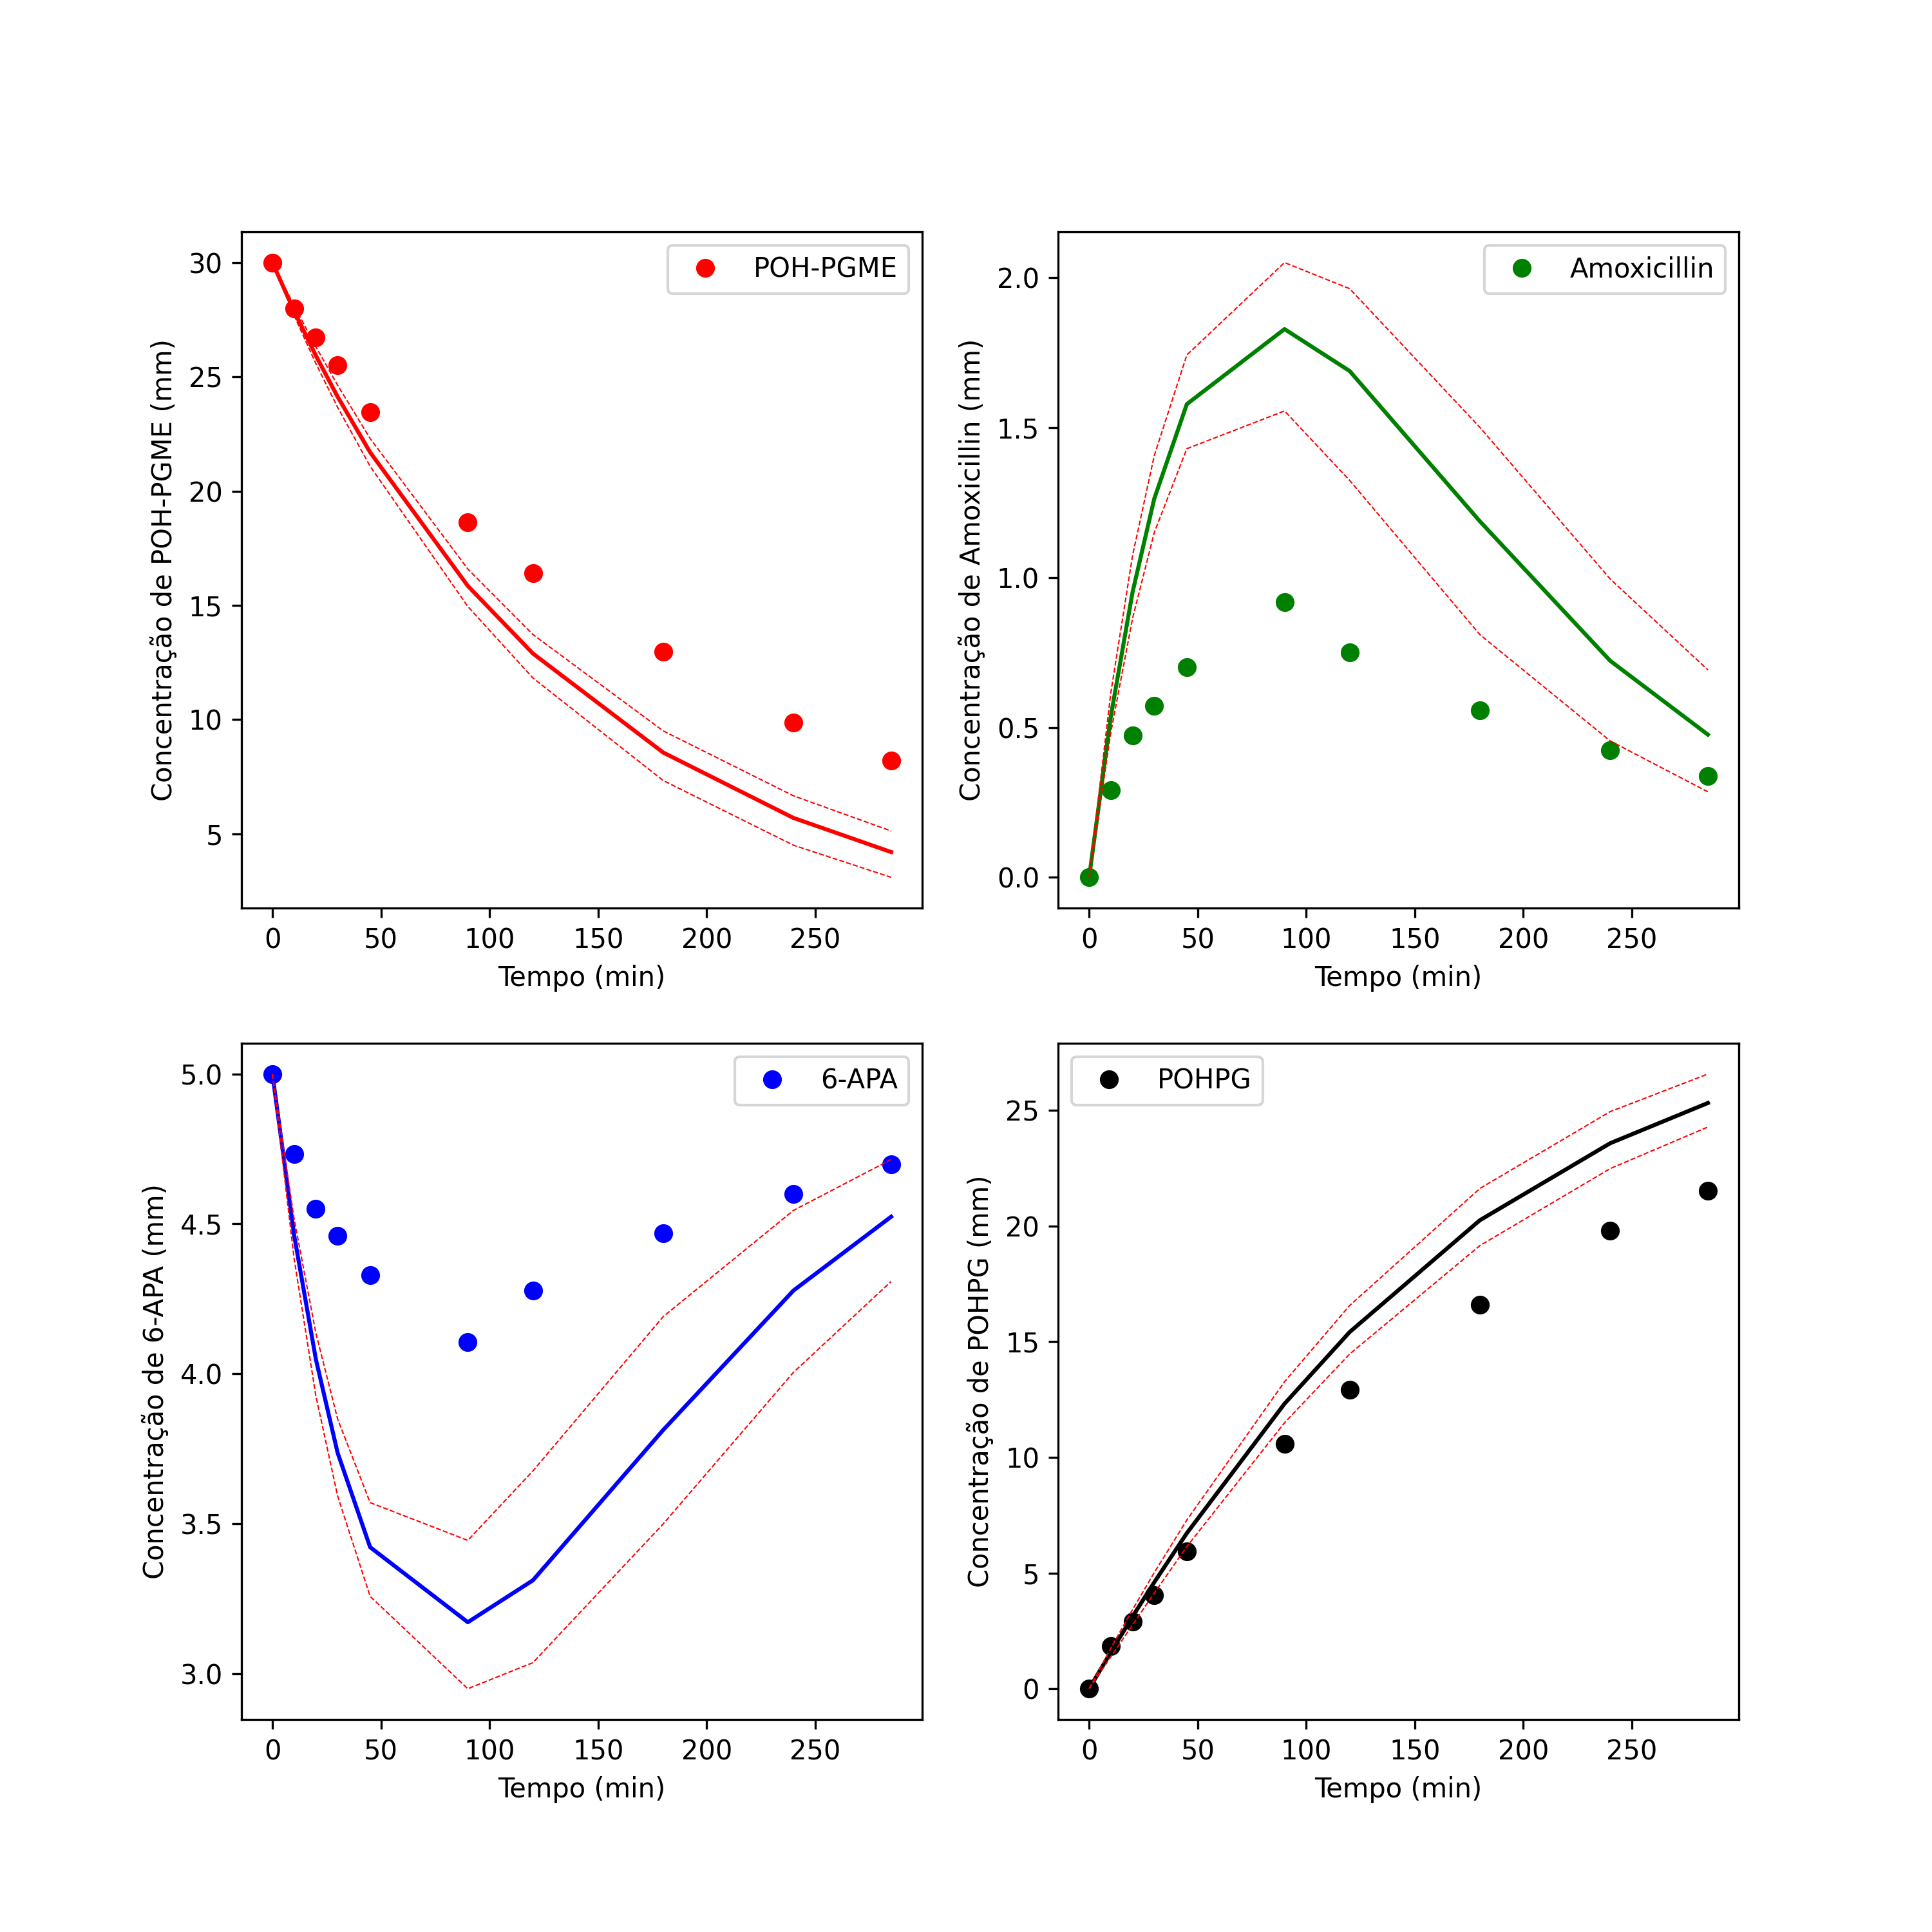 POH-PGME
Concentração de POH-PGME (mm)
30
25
20
15
10
5
0 50 100 150 200 250
Tempo (min)
Amoxicillin
Concentração de Amoxicillin (mm)
2.0
1.5
1.0
0.5
0.0
0 50 100 150 200 250
Tempo (min)
6-APA
Concentração de 6-APA (mm)
5.0
4.5
4.0
3.5
3.0
0 50 100 150 200 250
Tempo (min)
POHPG
Concentração de POHPG (mm)
25
20
15
10
5
0
0 50 100 150 200 250
Tempo (min)